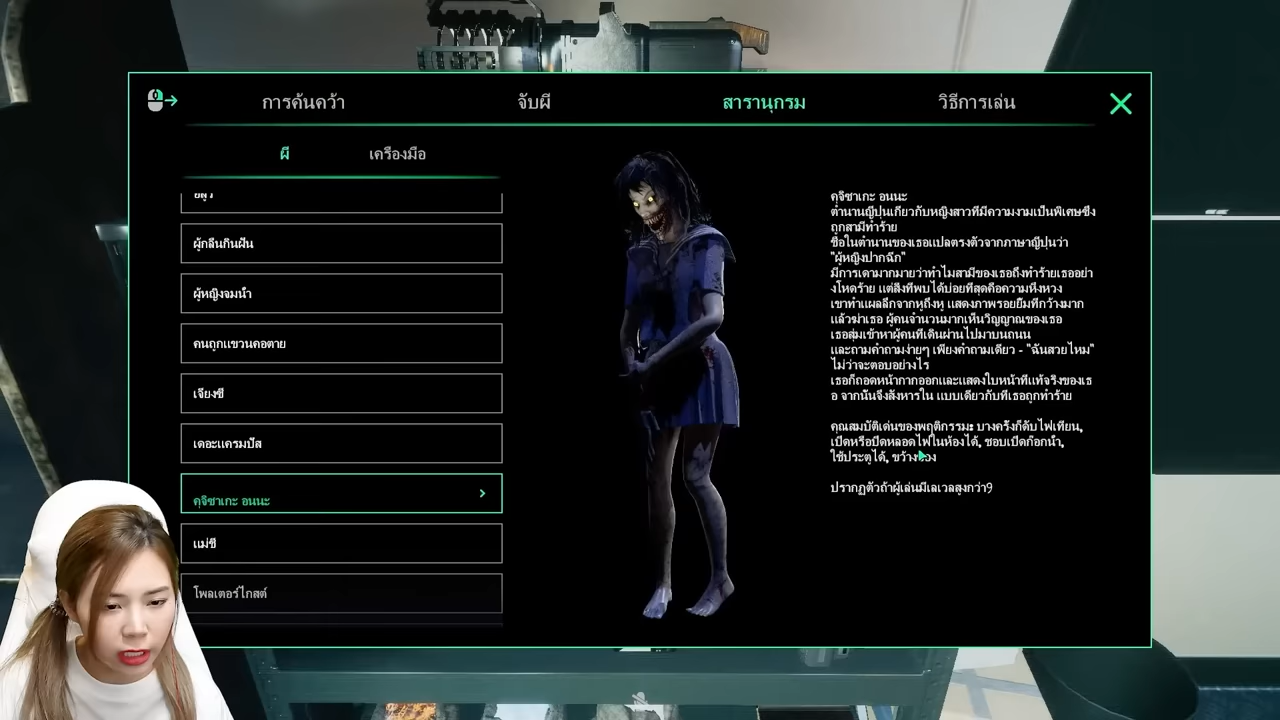 การค้นคว้า
จับผี
สารานุกรม
วิธีการเล่น
ผี
เครื่องมือ
ผู้กลืนกินฝัน
ผู้หญิงจมน้ำ
คนถูกแขวนคอตาย
เจียงซี
เดอะแครมปัส
คุจิซาเกะ อนนะ
แม่ชี
โพลเตอร์ไกสต์
คุจิซาเกะ อนนะ
ตำนานญี่ปุ่นเกี่ยวกับหญิงสาวที่มีความงามเป็นพิเศษซึ่ง
ถูกสามีทำร้าย
ชื่อในตำนานของเธอแปลตรงตัวจากภาษาญี่ปุ่นว่า
"ผู้หญิงปากฉีก"
มีการเดามากมายว่าทำไมสามีของเธอถึงทำร้ายเธออย่า
งโหดร้าย แต่สิ่งที่พบได้บ่อยที่สุดคือความหึงหวง
เขาทำแผลลึกจากหูถึงหู แสดงภาพรอยยิ้มที่กว้างมาก
แล้วฆ่าเธอ ผู้คนจำนวนมากเห็นวิญญาณของเธอ
เธอสุ่มเข้าหาผู้คนที่เดินผ่านไปมาบนถนน
และถามคำถามง่ายๆ เพียงคำถามเดียว - "ฉันสวยไหม"
ไม่ว่าจะตอบอย่างไร
เธอก็ถอดหน้ากากออกและแสดงใบหน้าที่แท้จริงของเธ
อ จากนั้นจึงสังหารใน แบบเดียวกับที่เธอถูกทำร้าย
คุณสมบัติเด่นของพฤติกรรม: บางครั้งก็ดับไฟเทียน,
เปิดหรือปิดหลอดไฟในห้องได้, ชอบเปิดก๊อกน้ำ,
ใช้ประตูได้, ขว้างของ
ปรากฏตัวถ้าผู้เล่นมีเลเวลสูงกว่า9